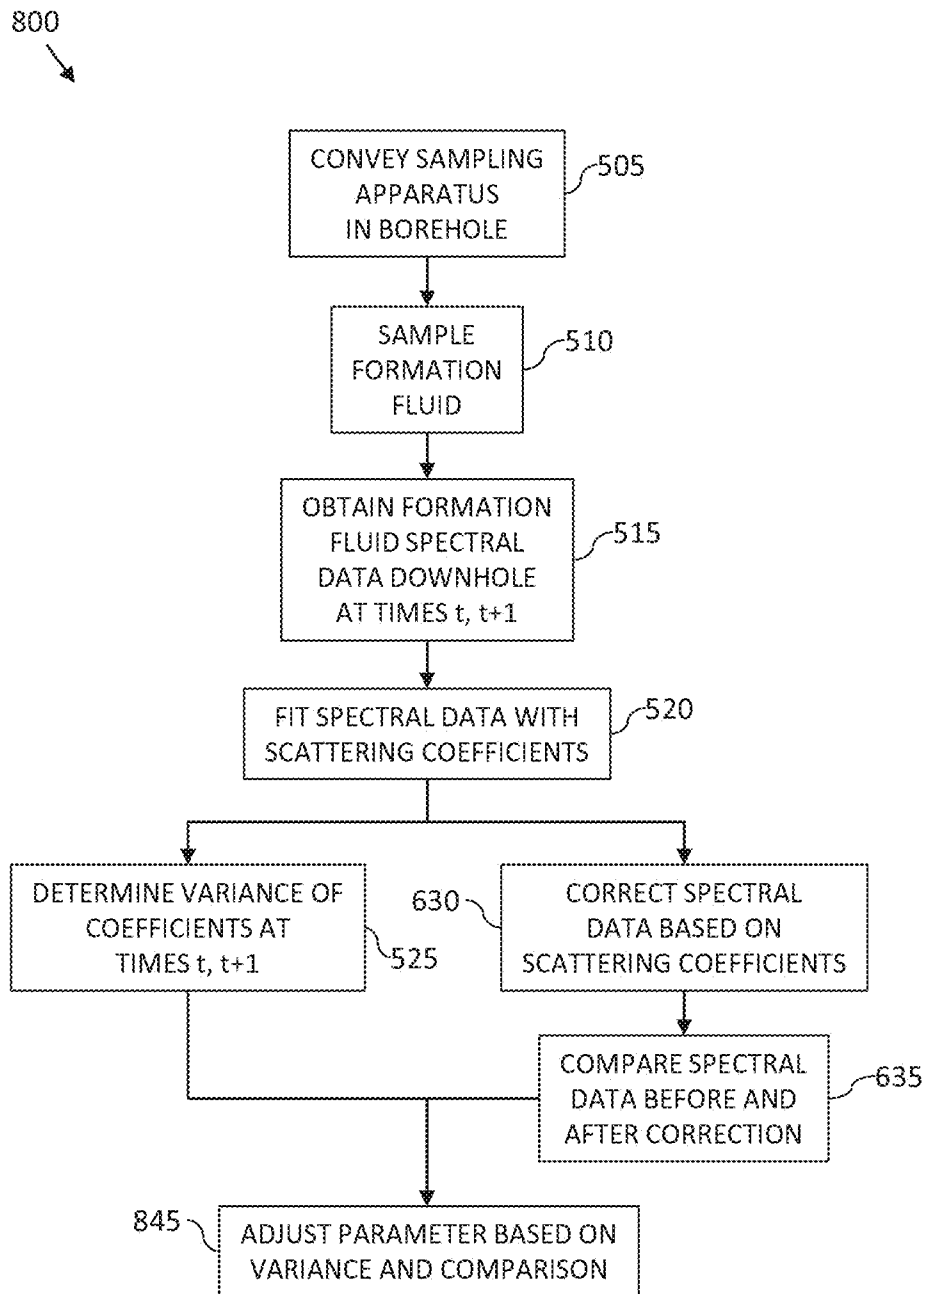 800
CONVEY SAMPLING
APPARATUS
IN BOREHOLE
505
SAMPLE
FORMATION
FLUID
510
OBTAIN FORMATION
FLUID SPECTRAL
DATA DOWNHOLE
AT TIMES t, t+1
515
FIT SPECTRAL DATA WITH
SCATTERING COEFFICIENTS
520
DETERMINE VARIANCE OF
COEFFICIENTS AT
TIMES t, t+1
525
630
CORRECT SPECTRAL
DATA BASED ON
SCATTERING COEFFICIENTS
COMPARE SPECTRAL
DATA BEFORE AND
AFTER CORRECTION
635
845
ADJUST PARAMETER BASED ON
VARIANCE AND COMPARISON